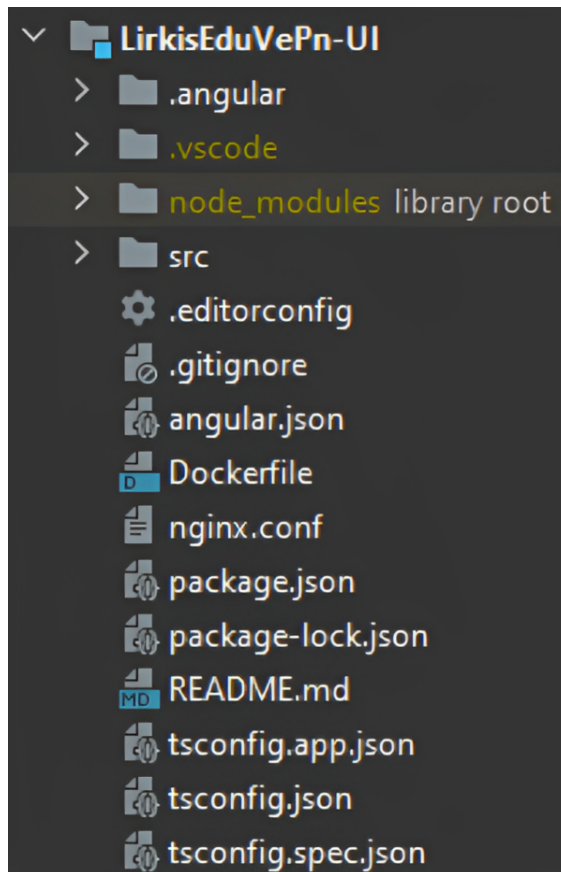 LirkisEduVePn-UI
.angular
.vscode
node_modules library root
src
.editorconfig
.gitignore
angular.json
D Dockerfile
nginx.conf
package.json
package-lock.json
MD README.md
tsconfig.app.json
tsconfig.json
tsconfig.spec.json